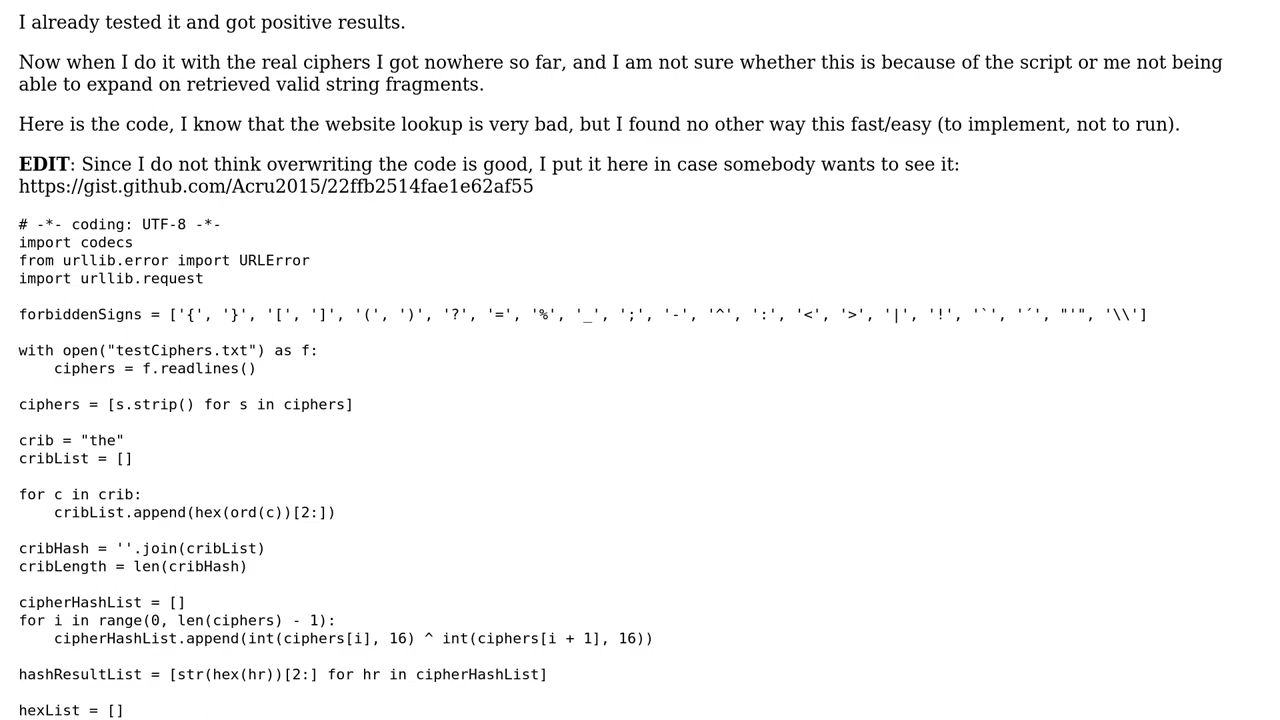 I already tested it and got positive results.
Now when I do it with the real ciphers I got nowhere so far, and I am not sure whether this is because of the script or me not being
able to expand on retrieved valid string fragments.
Here is the code, I know that the website lookup is very bad, but I found no other way this fast/easy (to implement, not to run).
EDIT: Since I do not think overwriting the code is good, I put it here in case somebody wants to see it:
https://gist.github.com/Acru2015/22ffb2514fae1e62af55
# -*- coding: UTF-8 -*-
import codecs
from urllib.error import URLError
import urllib.request
forbiddenSigns = ['{', '}', '[', ']', '(', ')', '?', '=', '%', '_', ';', '-', '^', ':', '<', '>', '|', '!', '`', '´', "'", '\\']
with open("testCiphers.txt") as f:
    ciphers = f.readlines()
ciphers = [s.strip() for s in ciphers]
crib = "the"
cribList = []
for c in crib:
    cribList.append(hex(ord(c))[2:])
cribHash = ''.join(cribList)
cribLength = len(cribHash)
cipherHashList = []
for i in range(0, len(ciphers) - 1):
    cipherHashList.append(int(ciphers[i], 16) ^ int(ciphers[i + 1], 16))
hashResultList = [str(hex(hr))[2:] for hr in cipherHashList]
hexList = []